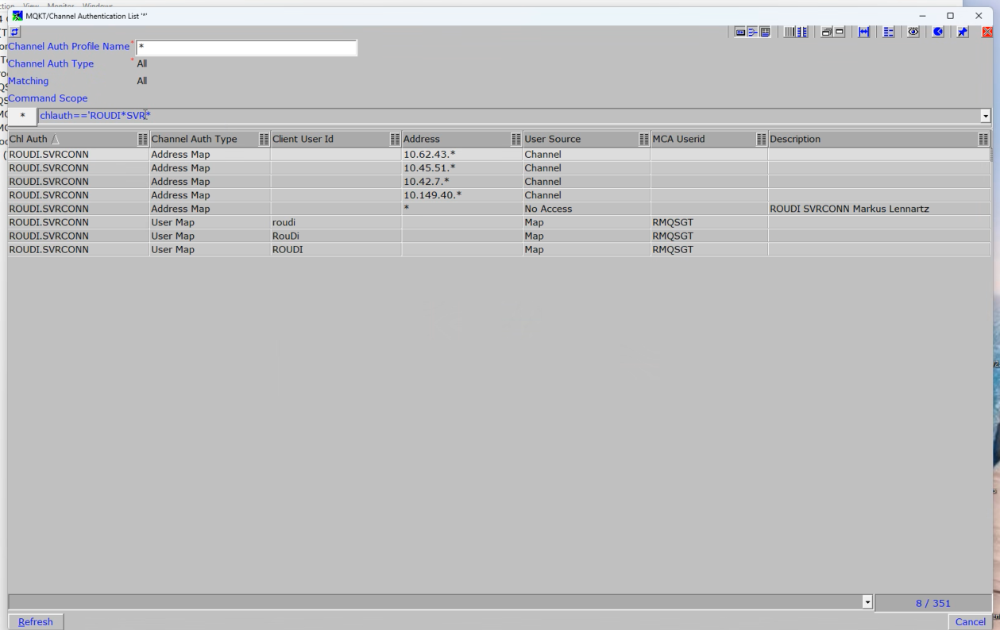 ction View Monitor Windows
MQKT/Channel Authentication List '*'
Channel Auth Profile Name * *
Channel Auth Type * All
Matching All
Command Scope
* chlauth=='ROUDI*SVR*
Chl Auth Channel Auth Type Client User Id Address User Source MCA Userid Description
ROUDI.SVRCONN Address Map 10.62.43.* Channel
ROUDI.SVRCONN Address Map 10.45.51.* Channel
ROUDI.SVRCONN Address Map 10.42.7.* Channel
ROUDI.SVRCONN Address Map 10.149.40.* Channel
ROUDI.SVRCONN Address Map * No Access ROUDI SVRCONN Markus Lennartz
ROUDI.SVRCONN User Map roudi Map RMQSGT
ROUDI.SVRCONN User Map RouDi Map RMQSGT
ROUDI.SVRCONN User Map ROUDI Map RMQSGT
8 / 351
Refresh Cancel